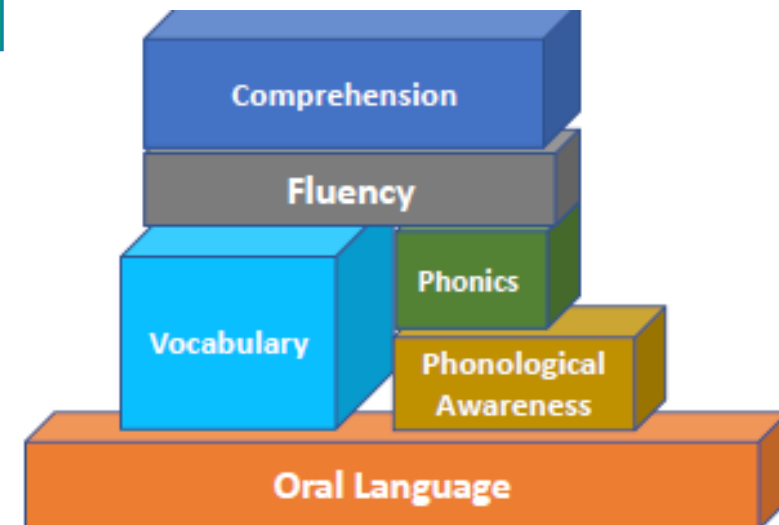 Comprehension
Fluency
Phonics
Vocabulary
Phonological
Awareness
Oral Language